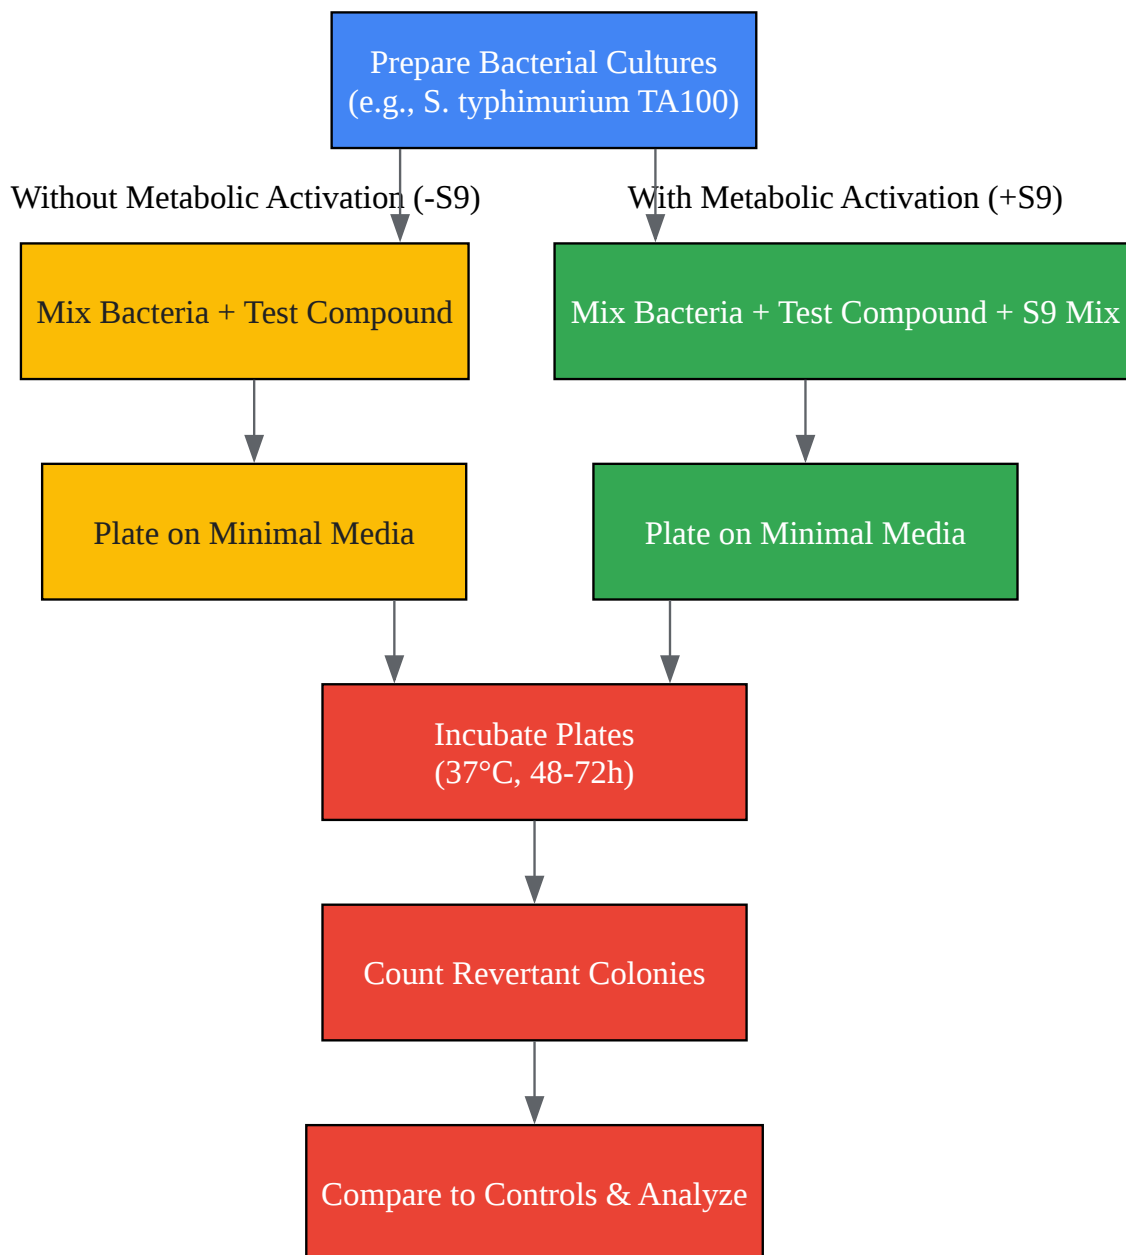 Prepare Bacterial Cultures
(e.g., S. typhimurium TA100)
Without Metabolic Activation (-S9)
With Metabolic Activation (+S9)
Mix Bacteria + Test Compound
Mix Bacteria + Test Compound + S9 Mix
Plate on Minimal Media
Plate on Minimal Media
Incubate Plates
(37°C, 48-72h)
Count Revertant Colonies
Compare to Controls & Analyze